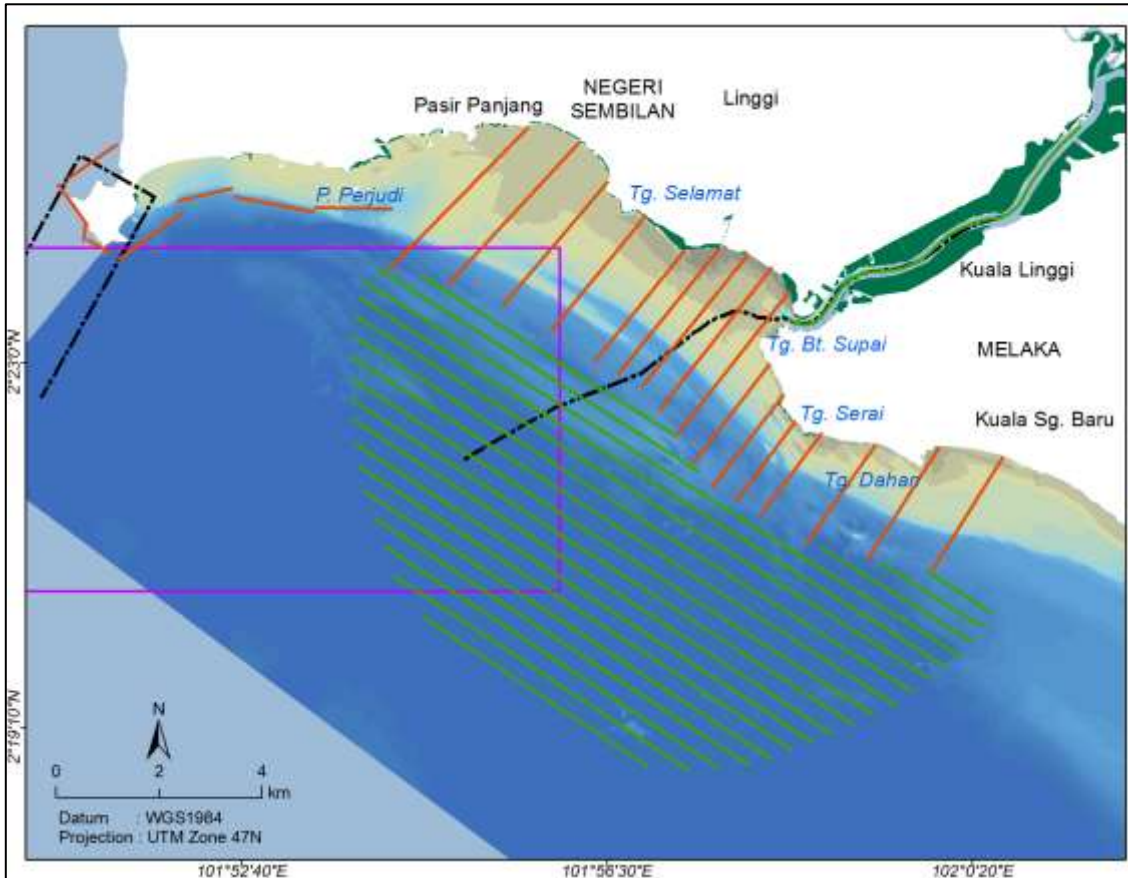 Pasir Panjang
NEGERI
SEMBILAN
Linggi
P. Perjudi
Tg. Selamat
Kuala Linggi
Tg. Bt. Supai
MELAKA
Tg. Serai
Kuala Sg. Baru
Tg. Dahan
2°23'0"N
2°19'10"N
N
0 2 4
km
Datum : WGS1984
Projection : UTM Zone 47N
101°52'40"E 101°56'30"E 102°0'20"E